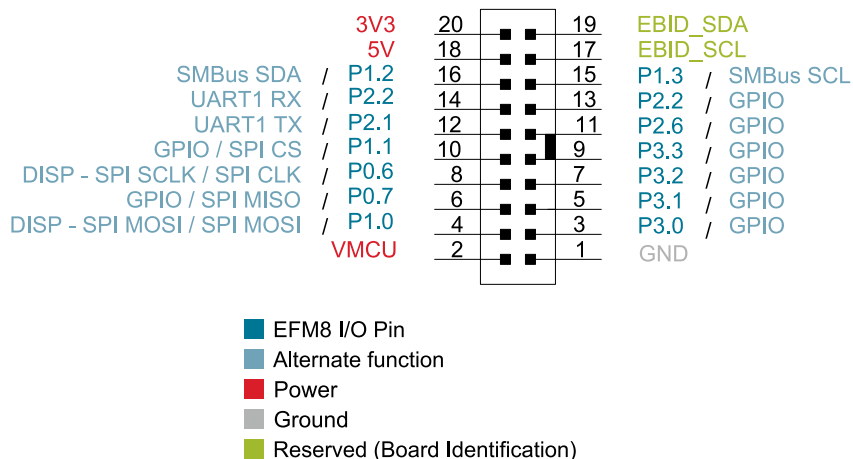 3V3 20 19 EBID_SDA
5V 18 17 EBID_SCL
SMBus SDA / P1.2 16 15 P1.3 / SMBus SCL
UART1 RX / P2.2 14 13 P2.2 / GPIO
UART1 TX / P2.1 12 11 P2.6 / GPIO
GPIO / SPI CS / P1.1 10 9 P3.3 / GPIO
DISP - SPI SCLK / SPI CLK / P0.6 8 7 P3.2 / GPIO
GPIO / SPI MISO / P0.7 6 5 P3.1 / GPIO
DISP - SPI MOSI / SPI MOSI / P1.0 4 3 P3.0 / GPIO
VMCU 2 1 GND
EFM8 I/O Pin
Alternate function
Power
Ground
Reserved (Board Identification)